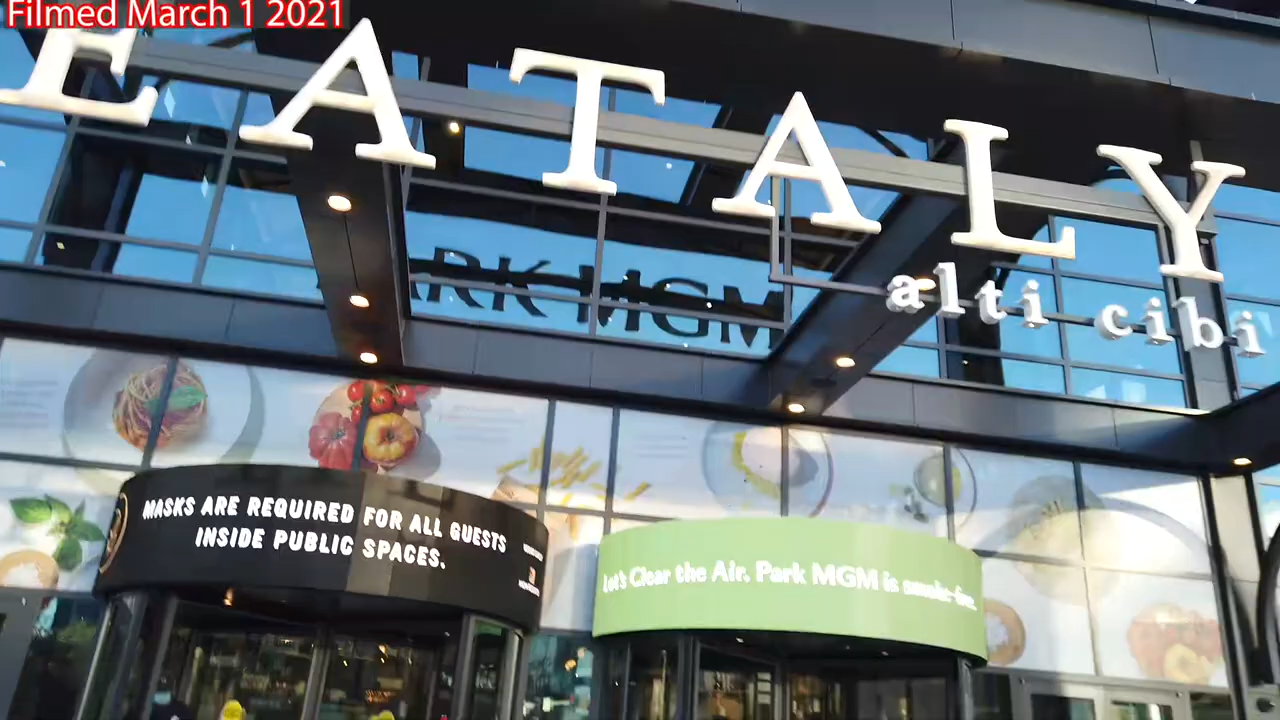 Filmed March 1 2021
EATALY
alti cibi
PARK MGM
MASKS ARE REQUIRED FOR ALL GUESTS
INSIDE PUBLIC SPACES.
Let's Clear the Air. Park MGM is smoke-free.